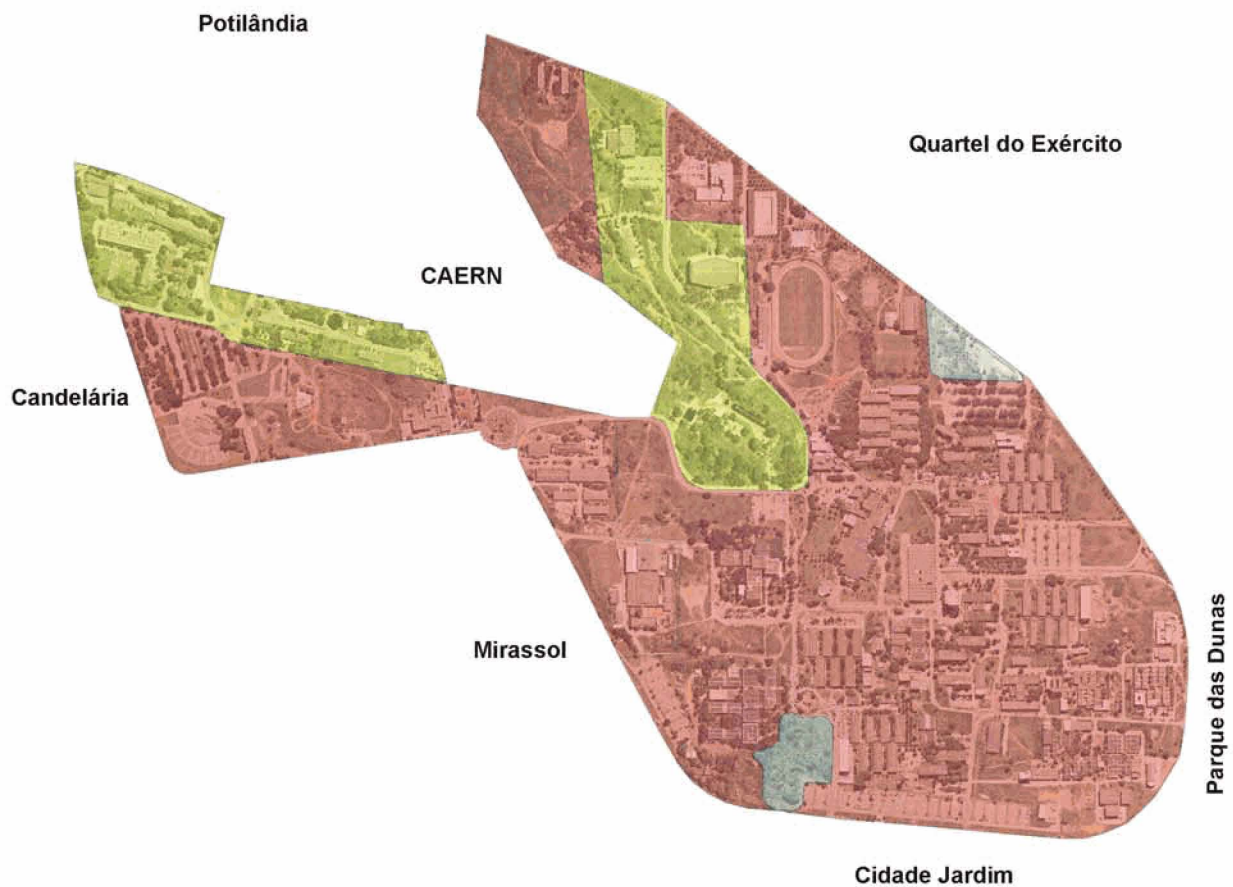 Potilândia
Quartel do Exército
CAERN
Candelária
Mirassol
Parque das Dunas
Cidade Jardim